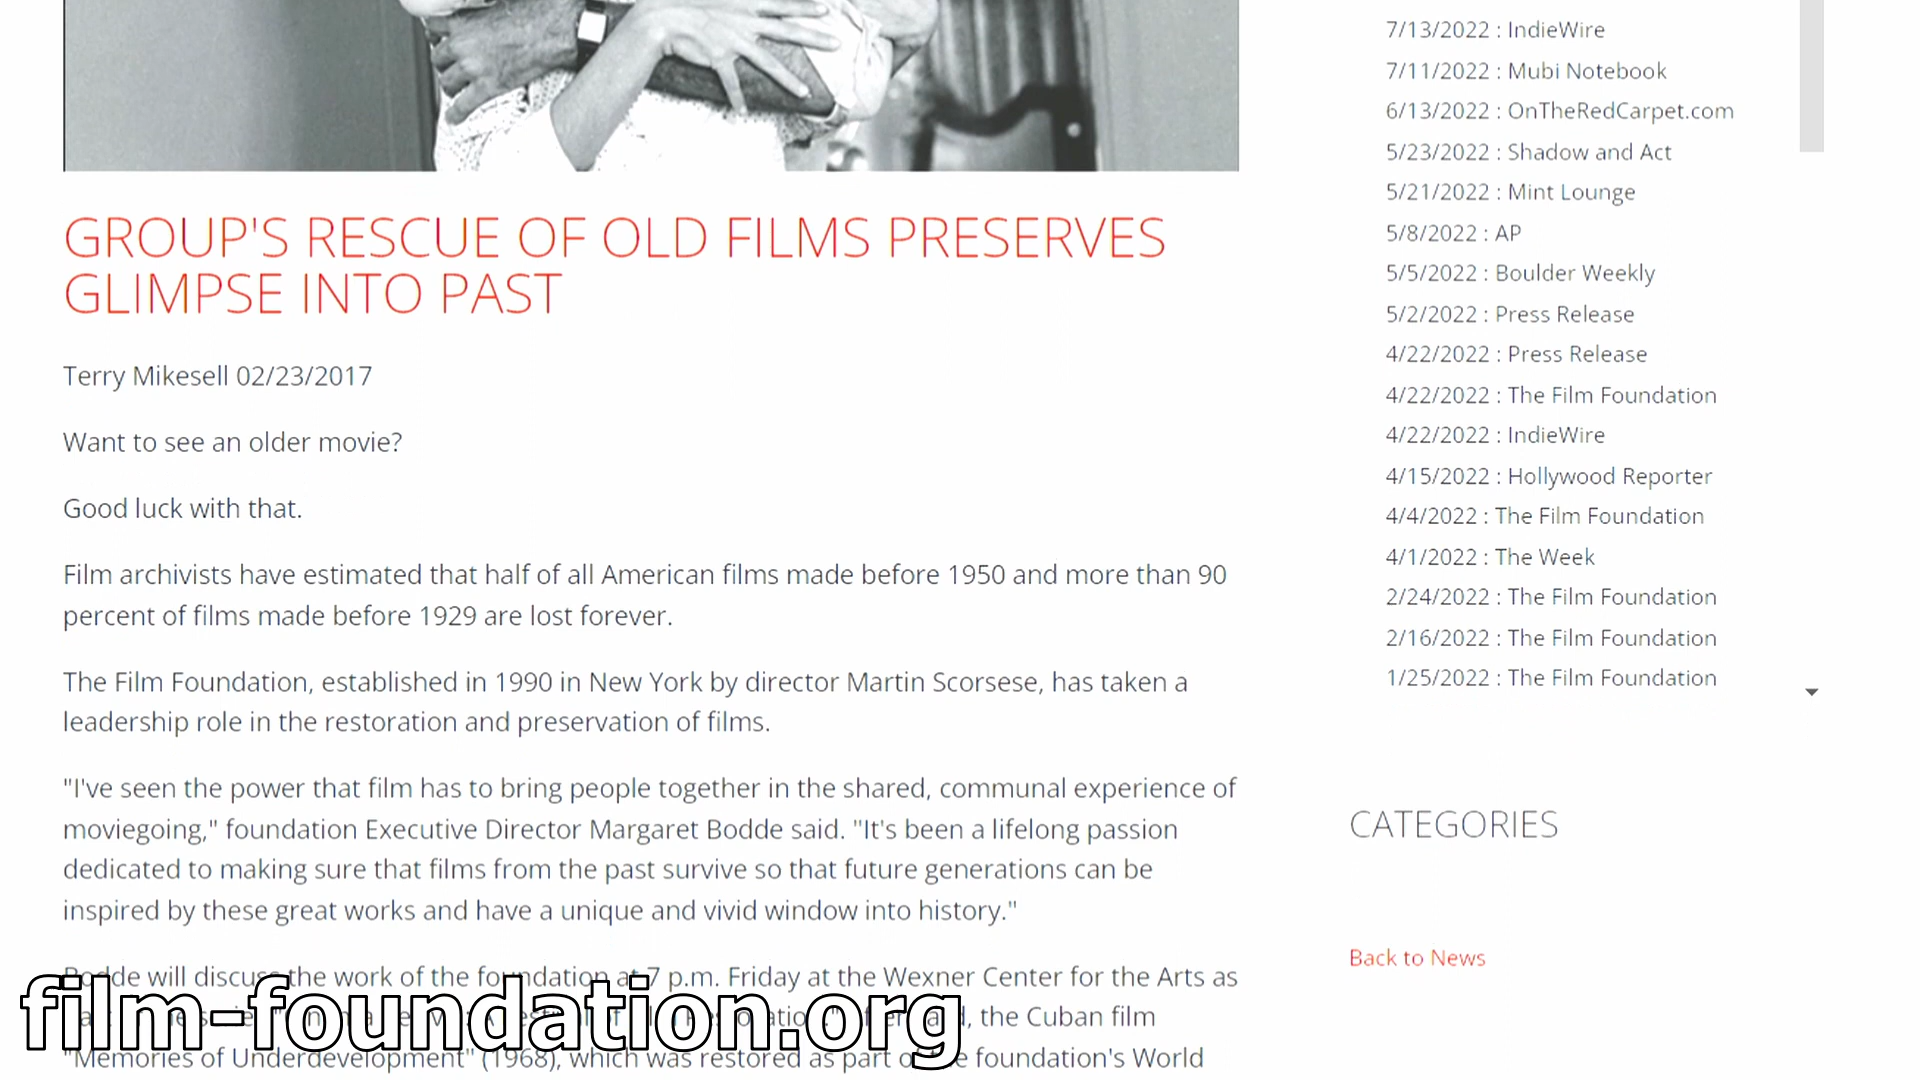 GROUP'S RESCUE OF OLD FILMS PRESERVES
GLIMPSE INTO PAST
Terry Mikesell 02/23/2017
Want to see an older movie?
Good luck with that.
Film archivists have estimated that half of all American films made before 1950 and more than 90
percent of films made before 1929 are lost forever.
The Film Foundation, established in 1990 in New York by director Martin Scorsese, has taken a
leadership role in the restoration and preservation of films.
"I've seen the power that film has to bring people together in the shared, communal experience of
moviegoing," foundation Executive Director Margaret Bodde said. "It's been a lifelong passion
dedicated to making sure that films from the past survive so that future generations can be
inspired by these great works and have a unique and vivid window into history."
Bodde will discuss the work of the foundation at 7 p.m. Friday at the Wexner Center for the Arts as
the Cuban film
"Memories of Underdevelopment" (1968), which was restored as part of the foundation's World
film-foundation.org
7/13/2022 : IndieWire
7/11/2022 : Mubi Notebook
6/13/2022 : OnTheRedCarpet.com
5/23/2022 : Shadow and Act
5/21/2022 : Mint Lounge
5/8/2022 : AP
5/5/2022 : Boulder Weekly
5/2/2022 : Press Release
4/22/2022 : Press Release
4/22/2022 : The Film Foundation
4/22/2022 : IndieWire
4/15/2022 : Hollywood Reporter
4/4/2022 : The Film Foundation
4/1/2022 : The Week
2/24/2022 : The Film Foundation
2/16/2022 : The Film Foundation
1/25/2022 : The Film Foundation
CATEGORIES
Back to News